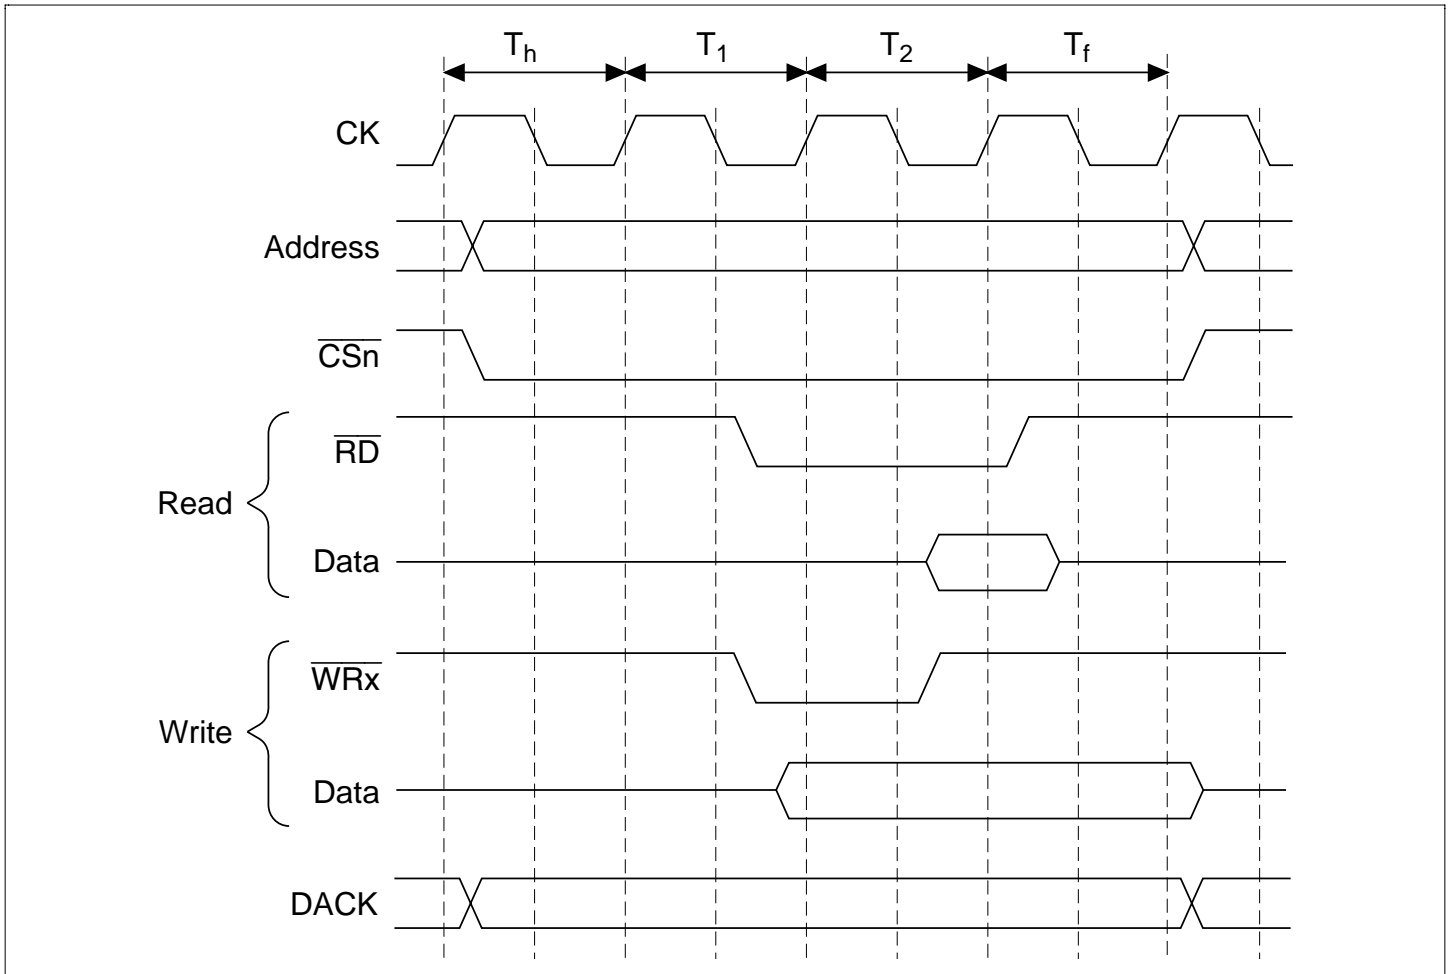 Th T1 T2 Tf
CK
Address
CSn
RD
Read
Data
WRx
Write
Data
DACK